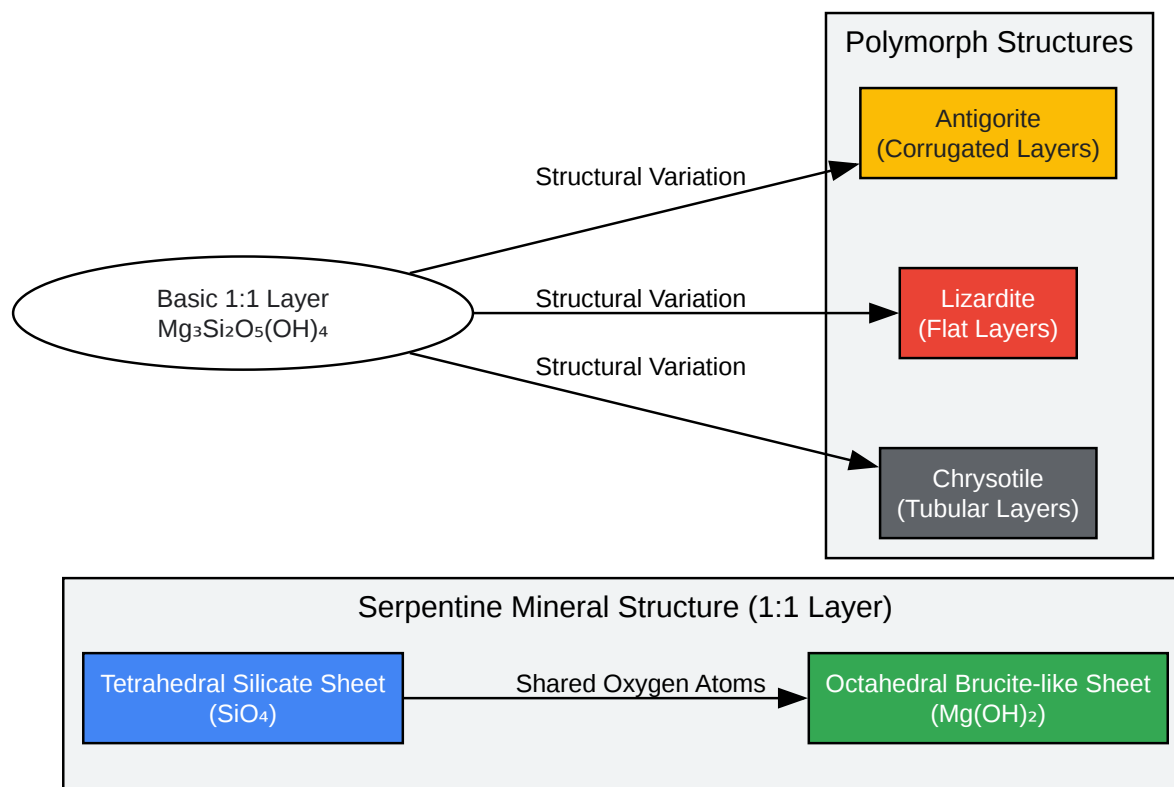 Polymorph Structures
Antigorite
(Corrugated Layers)
Structural Variation
Basic 1:1 Layer
Mg₃Si₂O₅(OH)₄
Structural Variation
Lizardite
(Flat Layers)
Structural Variation
Chrysotile
(Tubular Layers)
Serpentine Mineral Structure (1:1 Layer)
Tetrahedral Silicate Sheet
(SiO₄)
Shared Oxygen Atoms
Octahedral Brucite-like Sheet
(Mg(OH)₂)